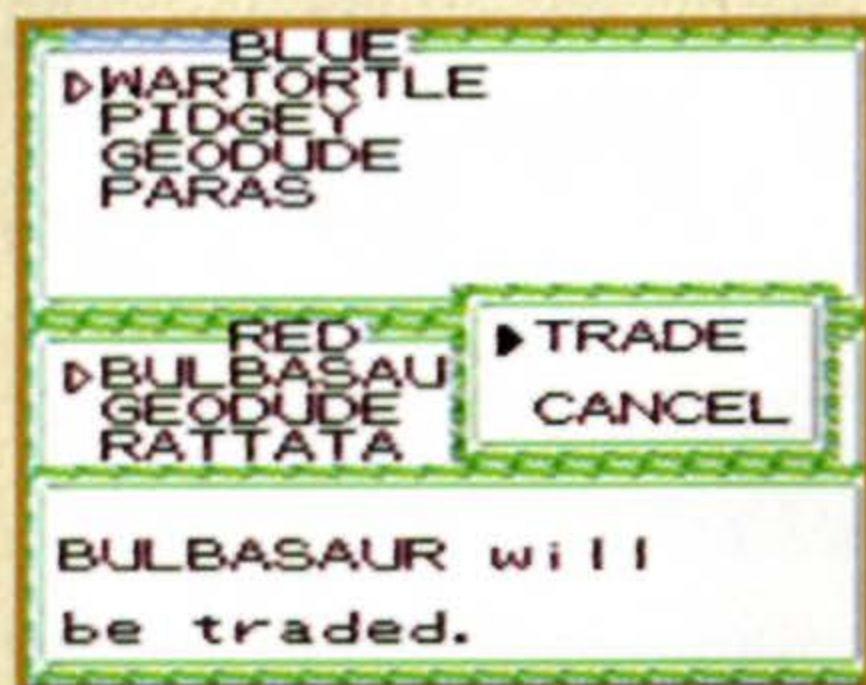 BLUE
WARTORTLE
PIDGEY
GEODUDE
PARAS
RED
BULBASAU
GEODUDE
RATTATA
TRADE
CANCEL
BULBASAUR will
be traded.